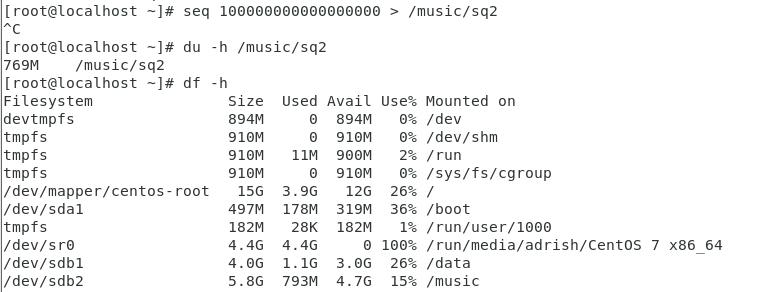 [root@localhost ~]# seq 100000000000000000 > /music/sq2
^C
[root@localhost ~]# du -h /music/sq2
769M    /music/sq2
[root@localhost ~]# df -h
Filesystem               Size  Used Avail Use% Mounted on
devtmpfs                 894M     0  894M   0% /dev
tmpfs                    910M     0  910M   0% /dev/shm
tmpfs                    910M   11M  900M   2% /run
tmpfs                    910M     0  910M   0% /sys/fs/cgroup
/dev/mapper/centos-root   15G  3.9G   12G  26% /
/dev/sda1                497M  178M  319M  36% /boot
tmpfs                    182M   28K  182M   1% /run/user/1000
/dev/sr0                 4.4G  4.4G     0 100% /run/media/adrish/CentOS 7 x86_64
/dev/sdb1                4.0G  1.1G  3.0G  26% /data
/dev/sdb2                5.8G  793M  4.7G  15% /music